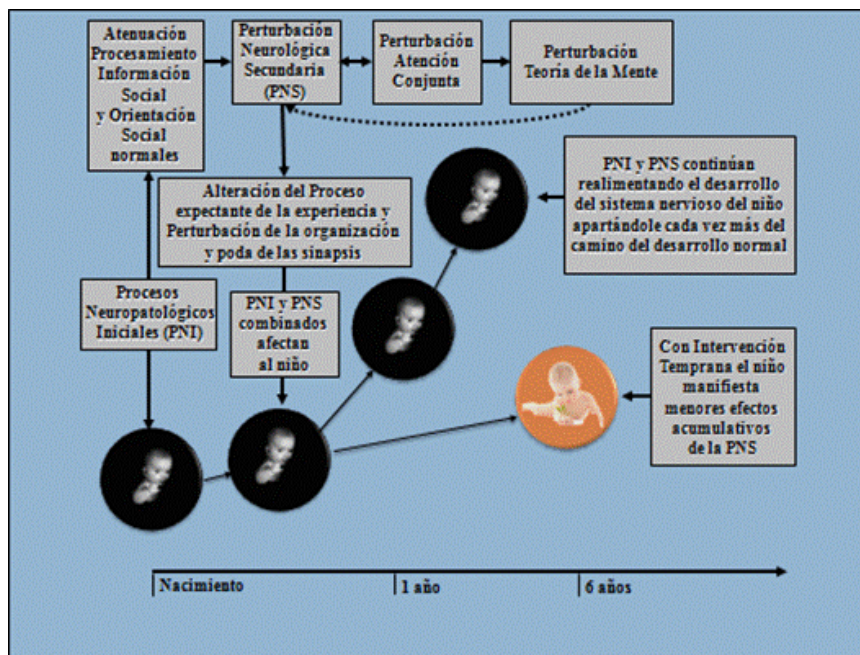 Atenuación
Procesamiento
Información
Social
y Orientación
Social
normales
Perturbación
Neurológica
Secundaria
(PNS)
Perturbación
Atención
Conjunta
Perturbación
Teoría de la Mente
Alteración del Proceso
expectante de la experiencia y
Perturbación de la organización
y poda de las sinapsis
PNI y PNS continúan
realimentando el desarrollo
del sistema nervioso del niño
apartándole cada vez más del
camino del desarrollo normal
Procesos
Neuropatológicos
Iniciales (PNI)
PNI y PNS
combinados
afectan
al niño
Con Intervención
Temprana el niño
manifiesta
menores efectos
acumulativos
de la PNS
Nacimiento
1 año
6 años